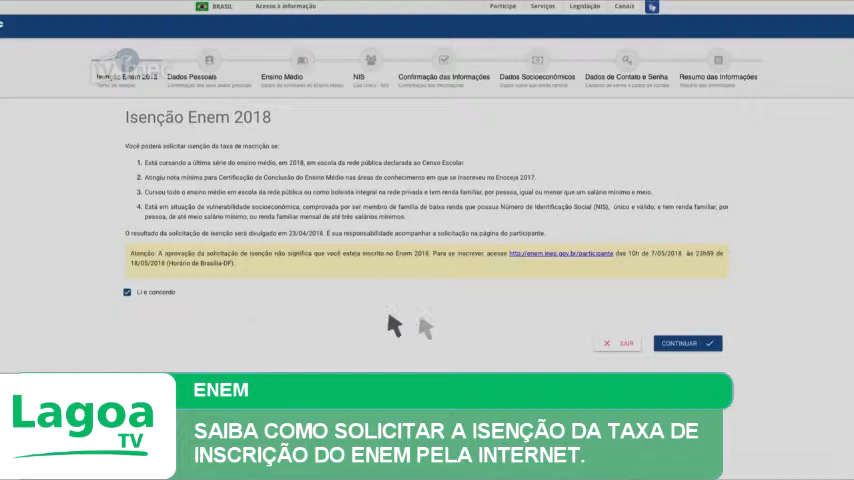 BRASIL Acesso à informação Participe Serviços Legislação Canais
Isenção Enem 2018 Dados Pessoais Ensino Médio NIS Confirmação das Informações Dados Socioeconômicos Dados de Contato e Senha Resumo das Informações
Isenção Enem 2018
Você poderá solicitar isenção da taxa de inscrição se:
1. Está cursando a última série do ensino médio, em 2018, em escola da rede pública declarada ao Censo Escolar.
2. Atingiu nota mínima para Certificação de Conclusão do Ensino Médio nas áreas do conhecimento em que se inscreveu no Encceja 2017.
3. Cursou todo o ensino médio em escola da rede pública ou como bolsista integral na rede privada e tem renda familiar, por pessoa, igual ou menor que um salário mínimo e meio.
4. Está em situação de vulnerabilidade socioeconômica, comprovada por ser membro de família de baixa renda que possua Número de Identificação Social (NIS), único e válido, e tem renda familiar, por
pessoa, de até meio salário mínimo, ou renda familiar mensal de até três salários mínimos.
O resultado da solicitação de isenção será divulgado em 23/04/2018. É sua responsabilidade acompanhar a solicitação na página do participante.
Atenção: A aprovação da solicitação de isenção não significa que você esteja inscrito no Enem 2018. Para se inscrever, acesse http://enem.inep.gov.br/participante das 10h de 7/05/2018 às 23h59 de
18/05/2018 (Horário de Brasília-DF).
Li e concordo
SAIR CONTINUAR
ENEM
Lagoa
TV
SAIBA COMO SOLICITAR A ISENÇÃO DA TAXA DE
INSCRIÇÃO DO ENEM PELA INTERNET.